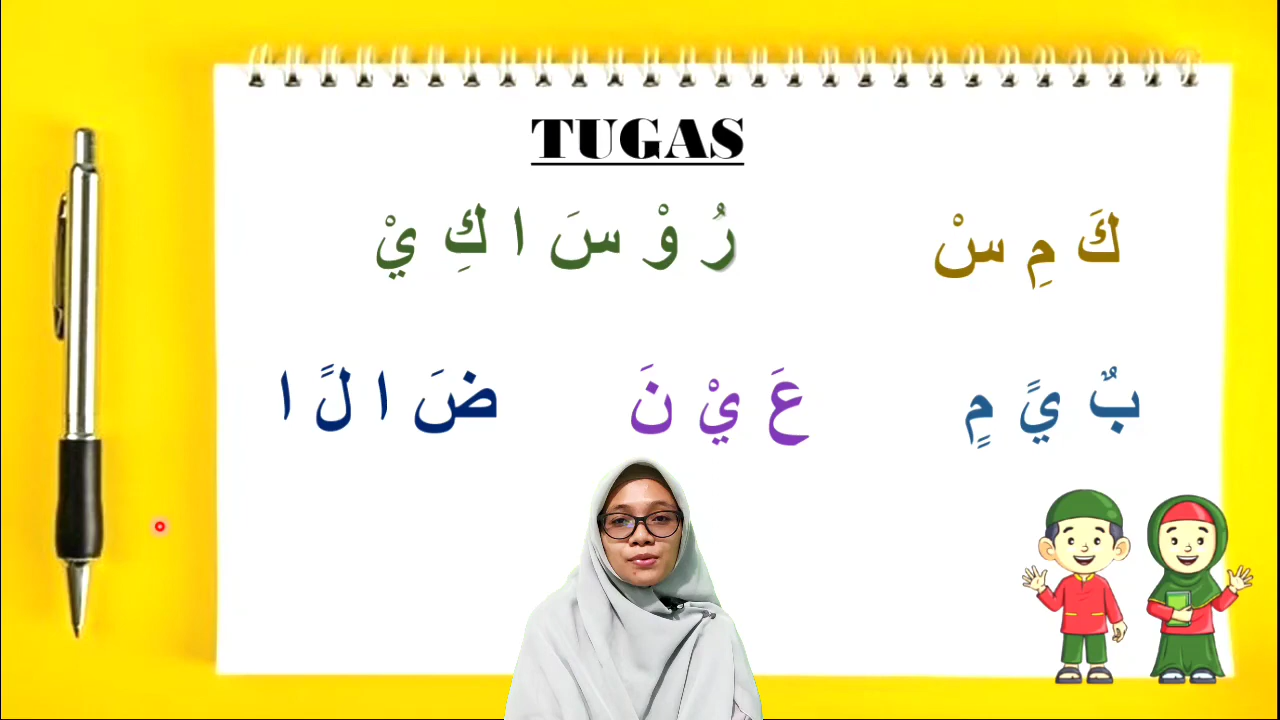 TUGAS
كَ مِ سْ رُ وْ سَ ا كِ يْ
بٌ يً مٍ عَ يْ نَ ضَ ا لً ا